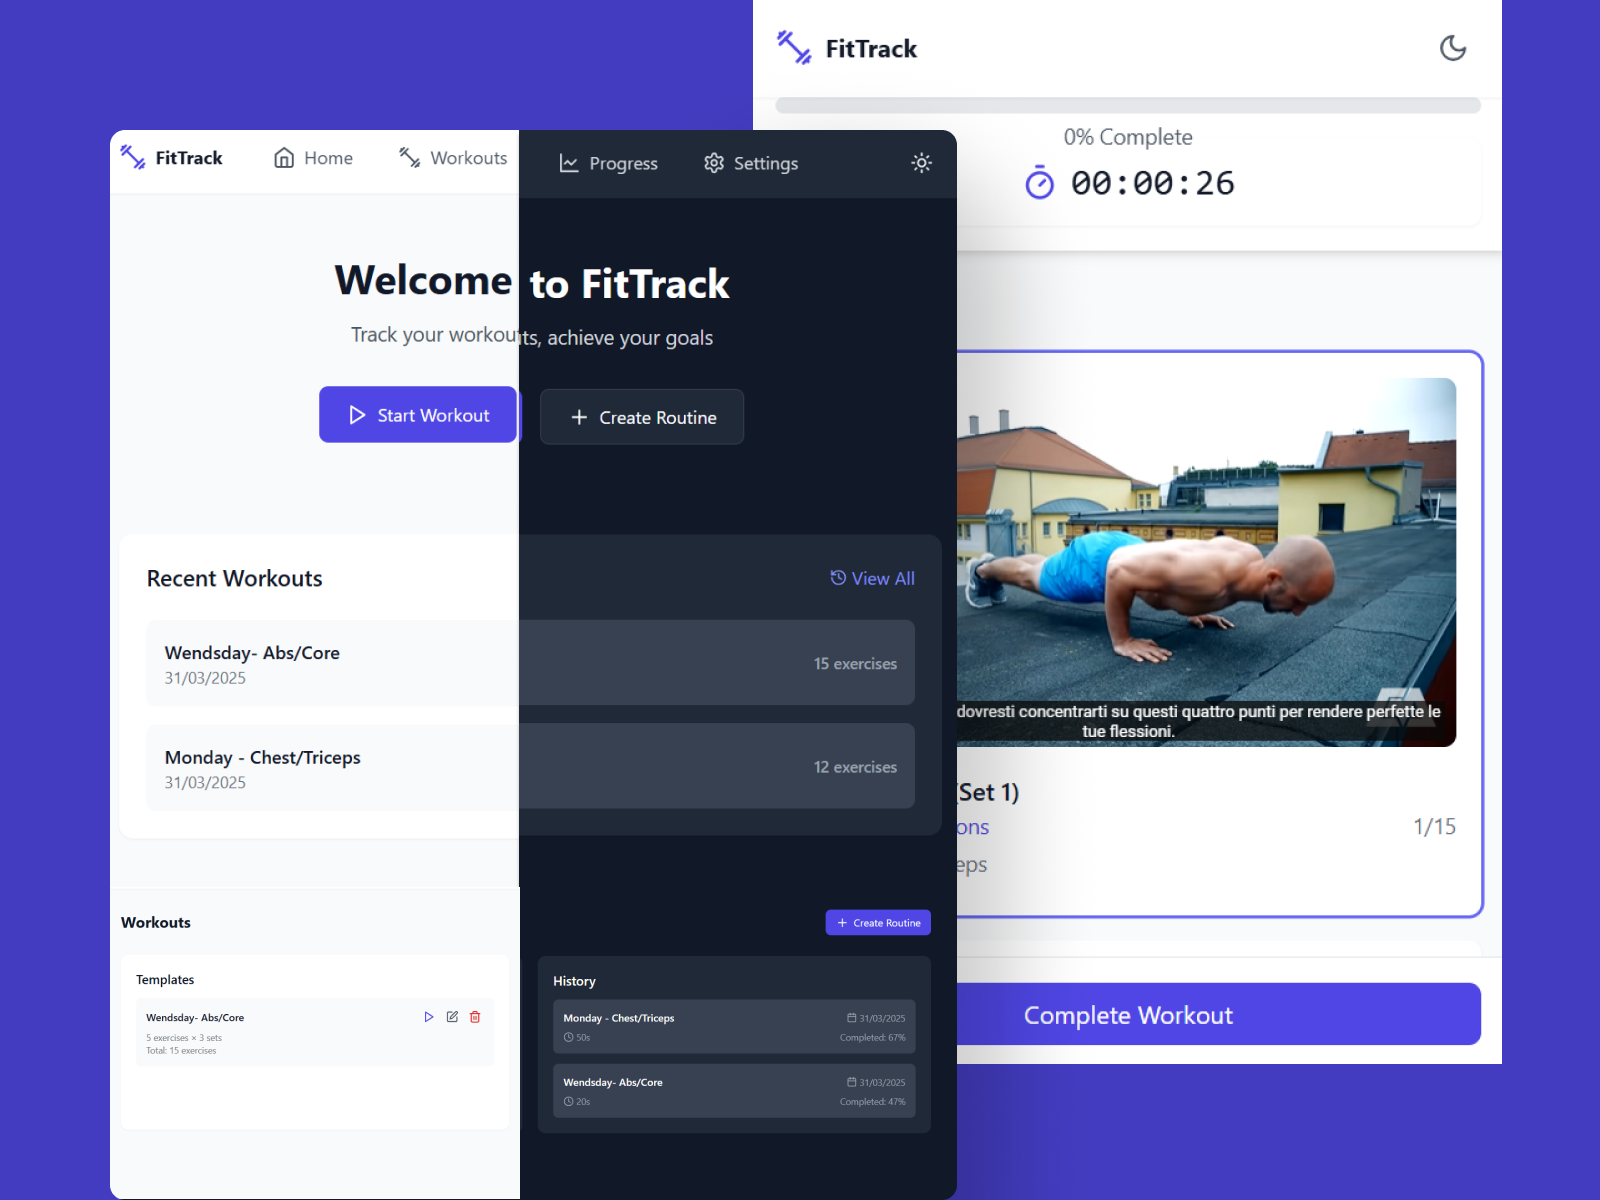 FitTrack
0% Complete
00:00:26
dovresti concentrarti su questi quattro punti per rendere perfette le
tue flessioni.
(Set 1)
ons
1/15
eps
Complete Workout
FitTrack
Home
Workouts
Progress
Settings
Welcome to FitTrack
Track your workouts, achieve your goals
Start Workout
Create Routine
Recent Workouts
View All
Wendsday- Abs/Core
31/03/2025
15 exercises
Monday - Chest/Triceps
31/03/2025
12 exercises
Workouts
Create Routine
Templates
Wendsday- Abs/Core
5 exercises × 3 sets
Total: 15 exercises
History
Monday - Chest/Triceps
31/03/2025
50s
Completed: 67%
Wendsday- Abs/Core
31/03/2025
20s
Completed: 47%